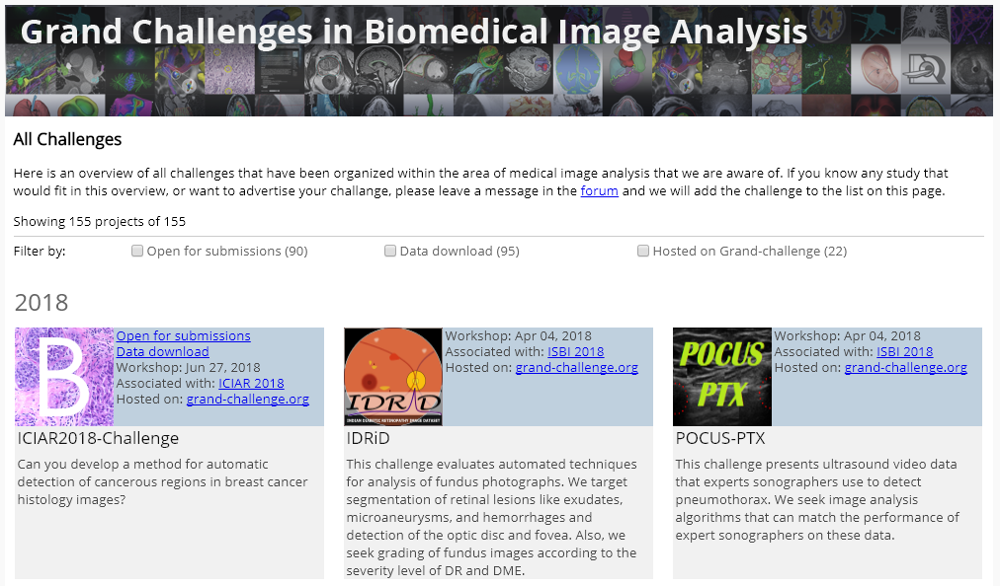 Grand Challenges in Biomedical Image Analysis
All Challenges
Here is an overview of all challenges that have been organized within the area of medical image analysis that we are aware of. If you know any study that
would fit in this overview, or want to advertise your challange, please leave a message in the forum and we will add the challenge to the list on this page.
Showing 155 projects of 155
Filter by: Open for submissions (90) Data download (95) Hosted on Grand-challenge (22)
2018
B
Open for submissions
Data download
Workshop: Jun 27, 2018
Associated with: ICIAR 2018
Hosted on: grand-challenge.org
ICIAR2018-Challenge
Can you develop a method for automatic
detection of cancerous regions in breast cancer
histology images?
IDRiD
INDIAN DIABETIC RETINOPATHY IMAGE DATASET
Workshop: Apr 04, 2018
Associated with: ISBI 2018
Hosted on: grand-challenge.org
IDRiD
This challenge evaluates automated techniques
for analysis of fundus photographs. We target
segmentation of retinal lesions like exudates,
microaneurysms, and hemorrhages and
detection of the optic disc and fovea. Also, we
seek grading of fundus images according to the
severity level of DR and DME.
POCUS
PTX
Workshop: Apr 04, 2018
Associated with: ISBI 2018
Hosted on: grand-challenge.org
POCUS-PTX
This challenge presents ultrasound video data
that experts sonographers use to detect
pneumothorax. We seek image analysis
algorithms that can match the performance of
expert sonographers on these data.